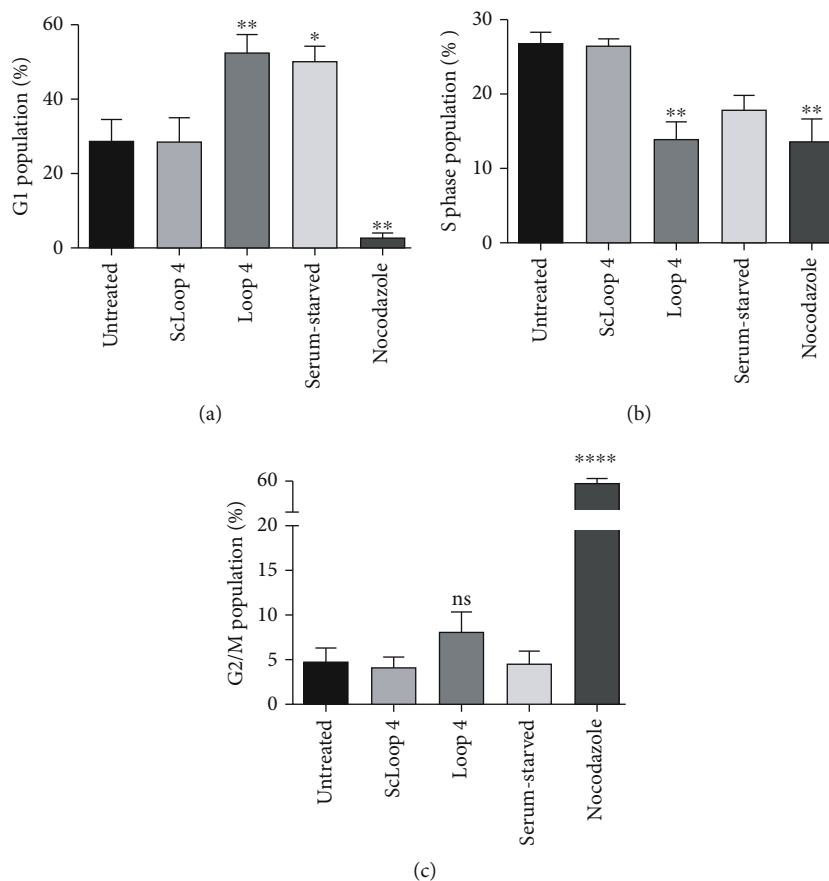 G1 population (%)
60
40
20
0
**
*
**
Untreated
ScLoop 4
Loop 4
Serum-starved
Nocodazole
(a)
S phase population (%)
30
20
10
0
**
**
Untreated
ScLoop 4
Loop 4
Serum-starved
Nocodazole
(b)
G2/M population (%)
60
20
15
10
5
0
ns
****
Untreated
ScLoop 4
Loop 4
Serum-starved
Nocodazole
(c)